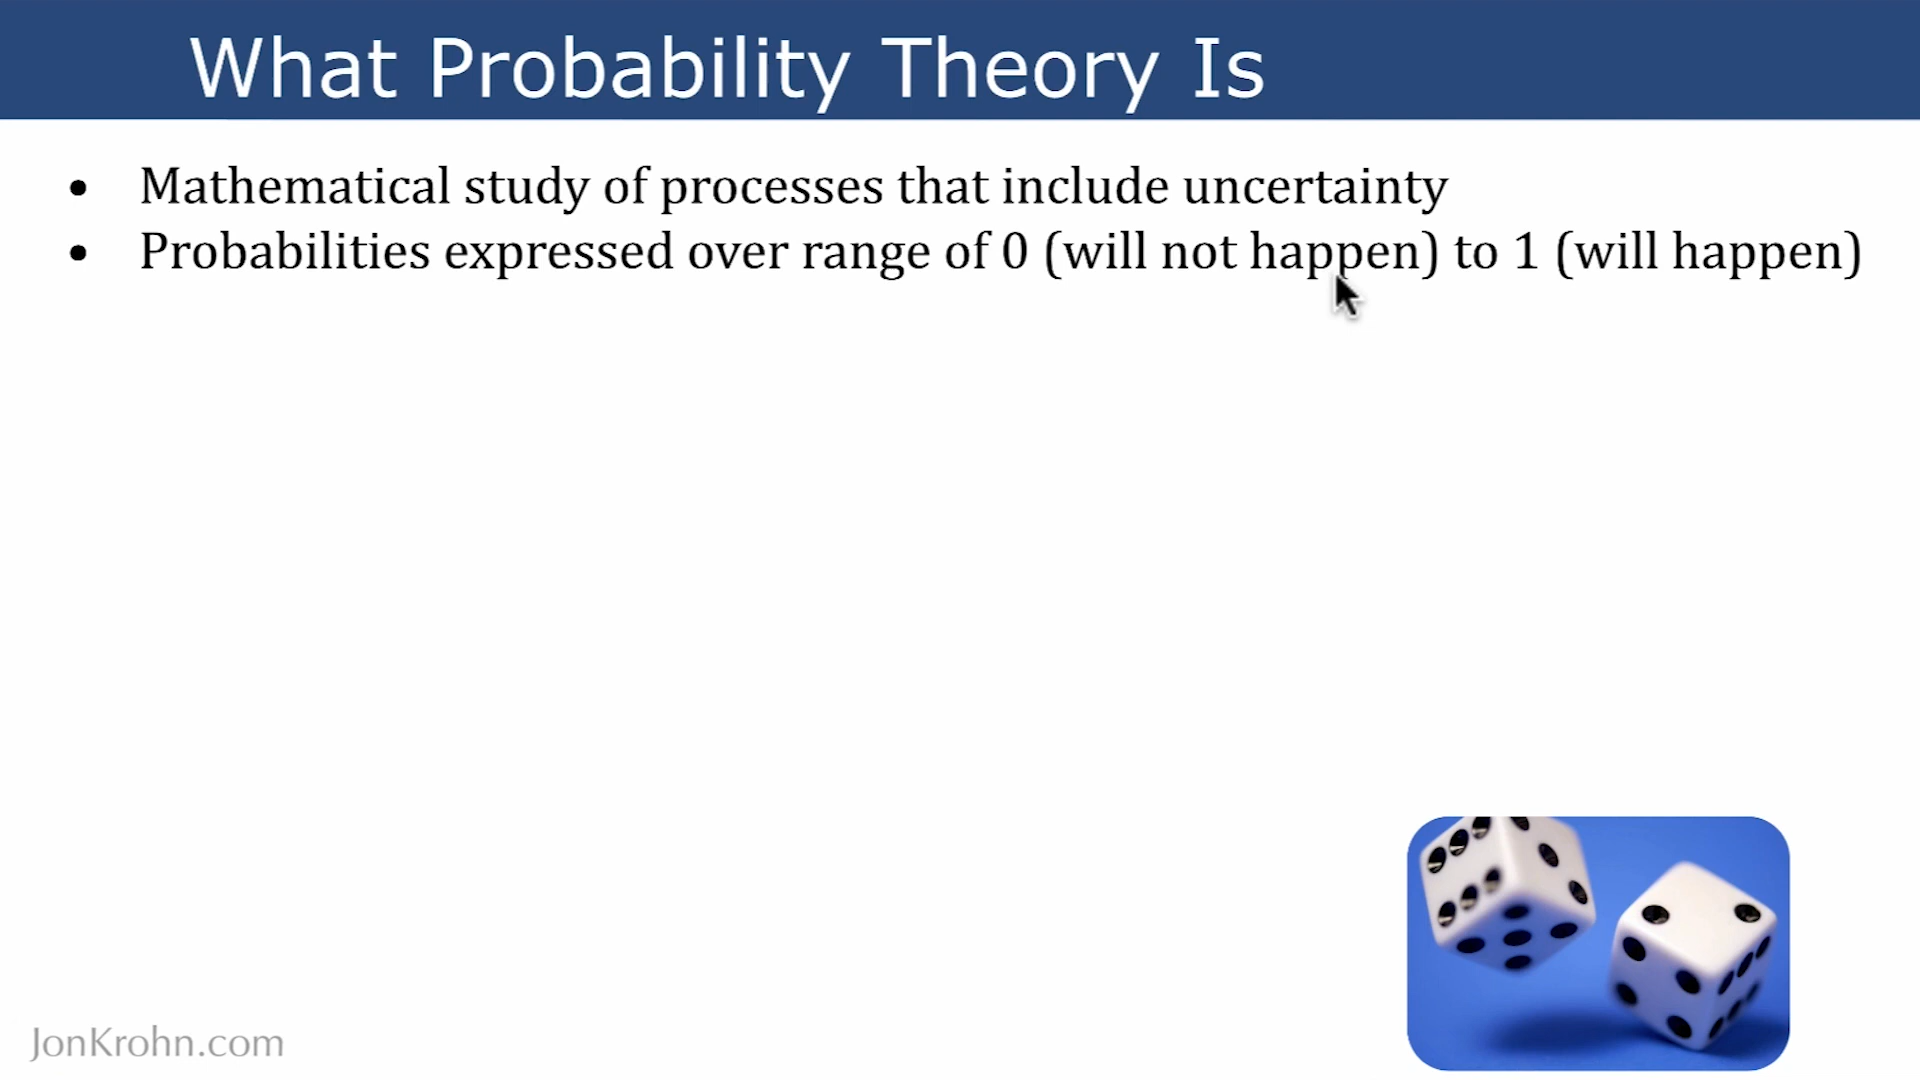 What Probability Theory Is
• Mathematical study of processes that include uncertainty
• Probabilities expressed over range of 0 (will not happen) to 1 (will happen)
JonKrohn.com